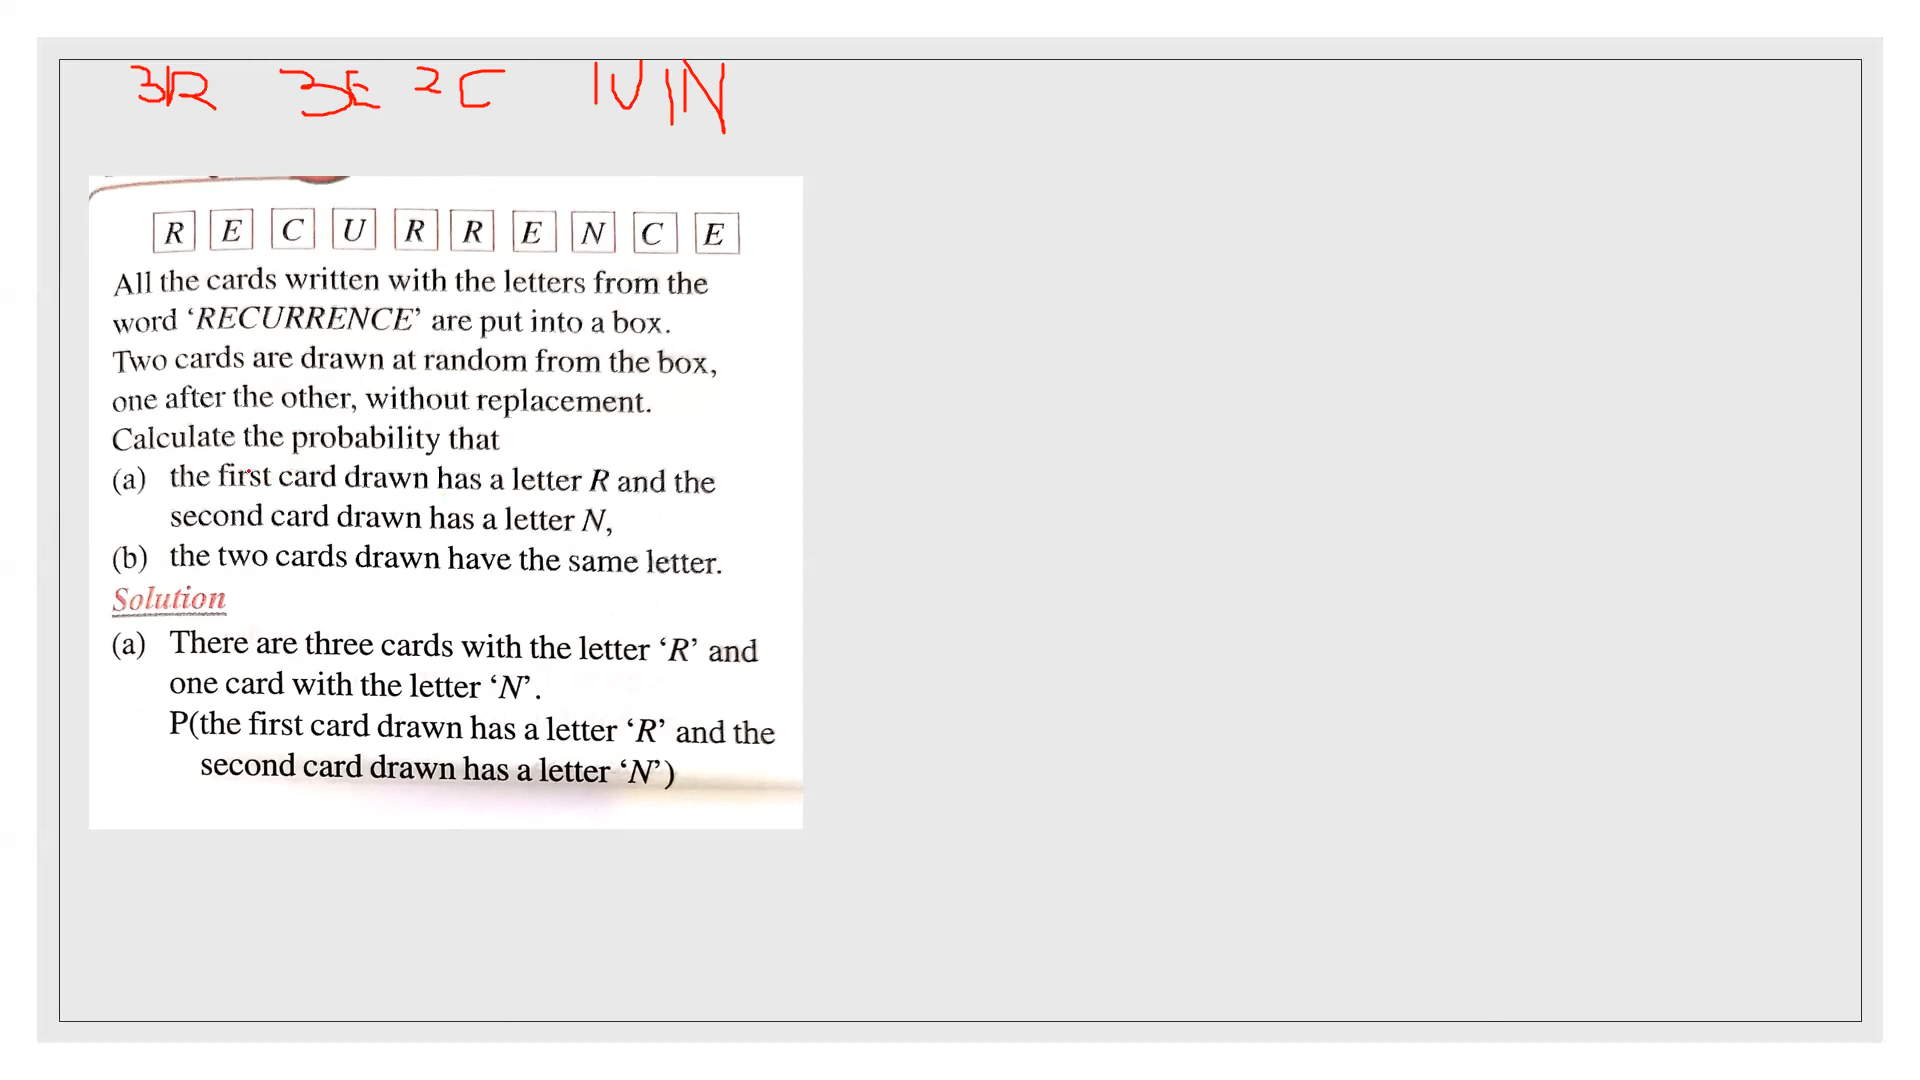 3R 3E 2C 1U 1N
R E C U R R E N C E
All the cards written with the letters from the
word ‘RECURRENCE’ are put into a box.
Two cards are drawn at random from the box,
one after the other, without replacement.
Calculate the probability that
(a) the first card drawn has a letter R and the
second card drawn has a letter N,
(b) the two cards drawn have the same letter.
Solution
(a) There are three cards with the letter ‘R’ and
one card with the letter ‘N’.
P(the first card drawn has a letter ‘R’ and the
second card drawn has a letter ‘N’)